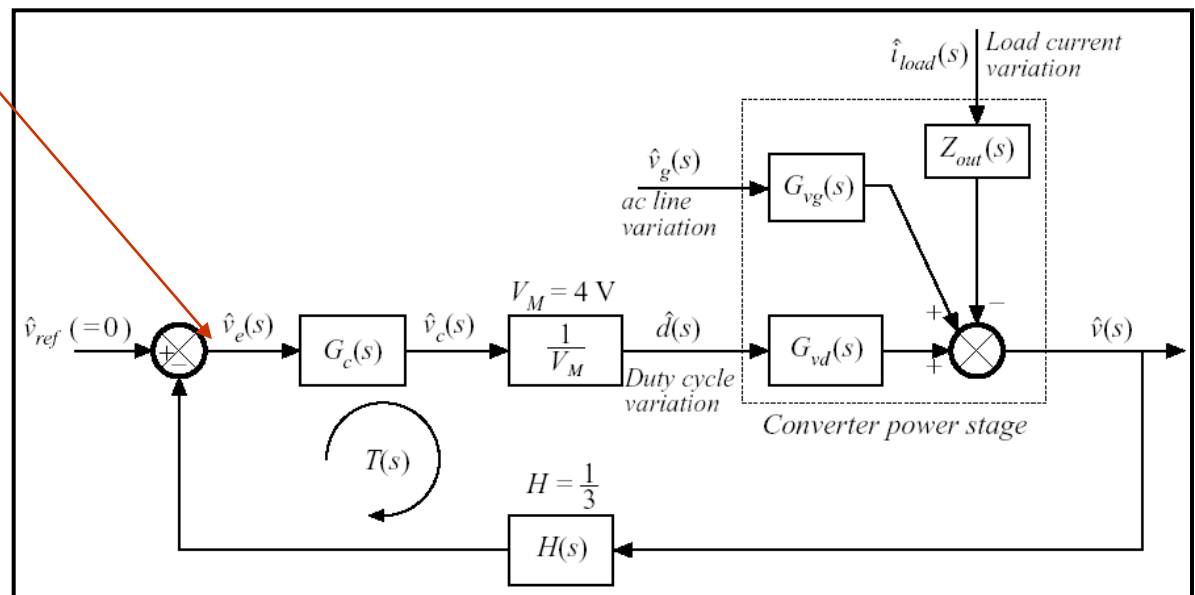 î_load(s)
Load current
variation
Z_out(s)
v̂_g(s)
ac line
variation
G_vg(s)
V_M = 4 V
v̂_ref (=0)
v̂_e(s)
G_c(s)
v̂_c(s)
1/V_M
d̂(s)
Duty cycle
variation
G_vd(s)
v̂(s)
+
−
+
−
+
Converter power stage
T(s)
H = 1/3
H(s)